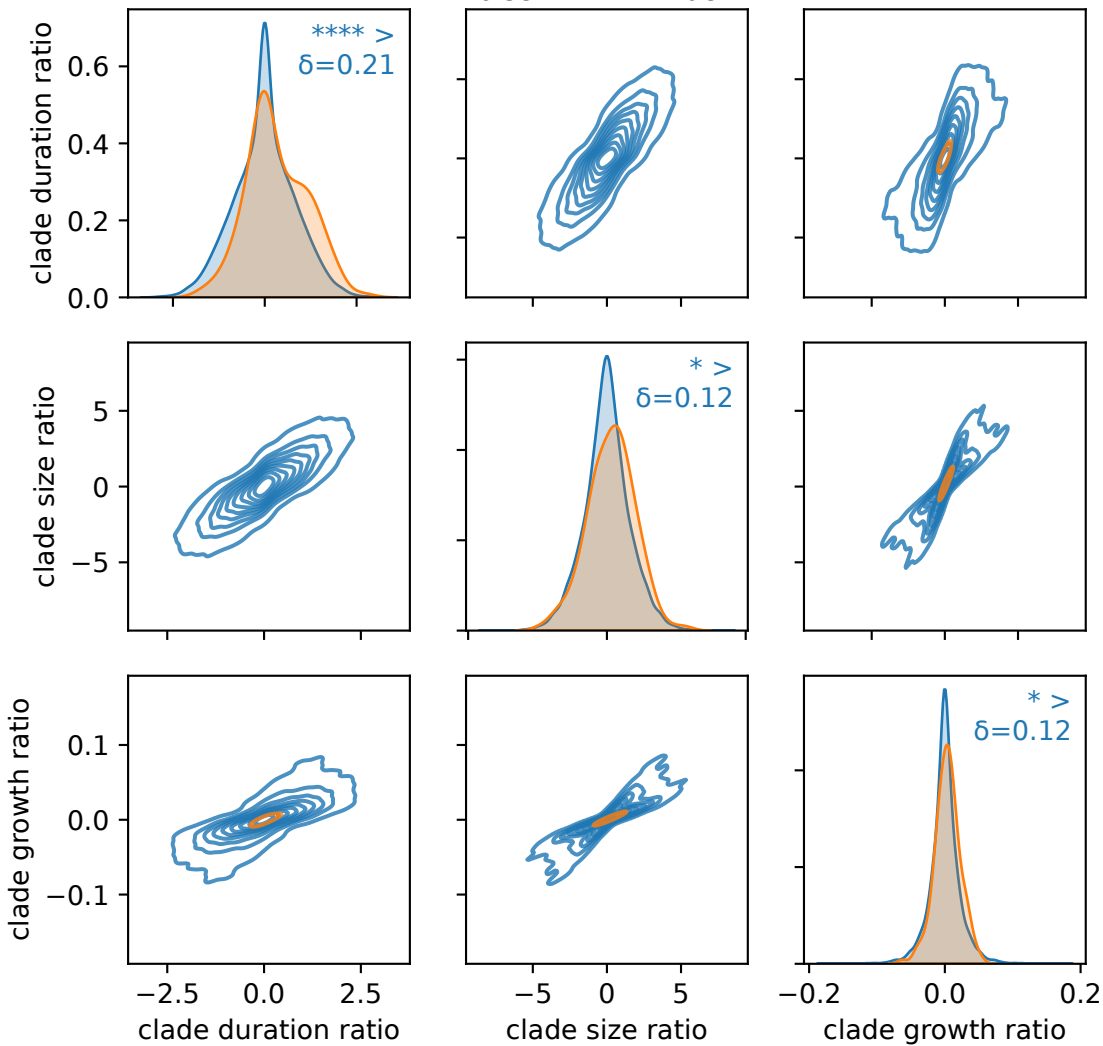 clade duration ratio
0.6
0.4
0.2
0.0
**** >
δ=0.21
clade size ratio
5
0
−5
* >
δ=0.12
clade growth ratio
0.1
0.0
−0.1
* >
δ=0.12
−2.5 0.0 2.5
clade duration ratio
−5 0 5
clade size ratio
−0.2 0.0 0.2
clade growth ratio